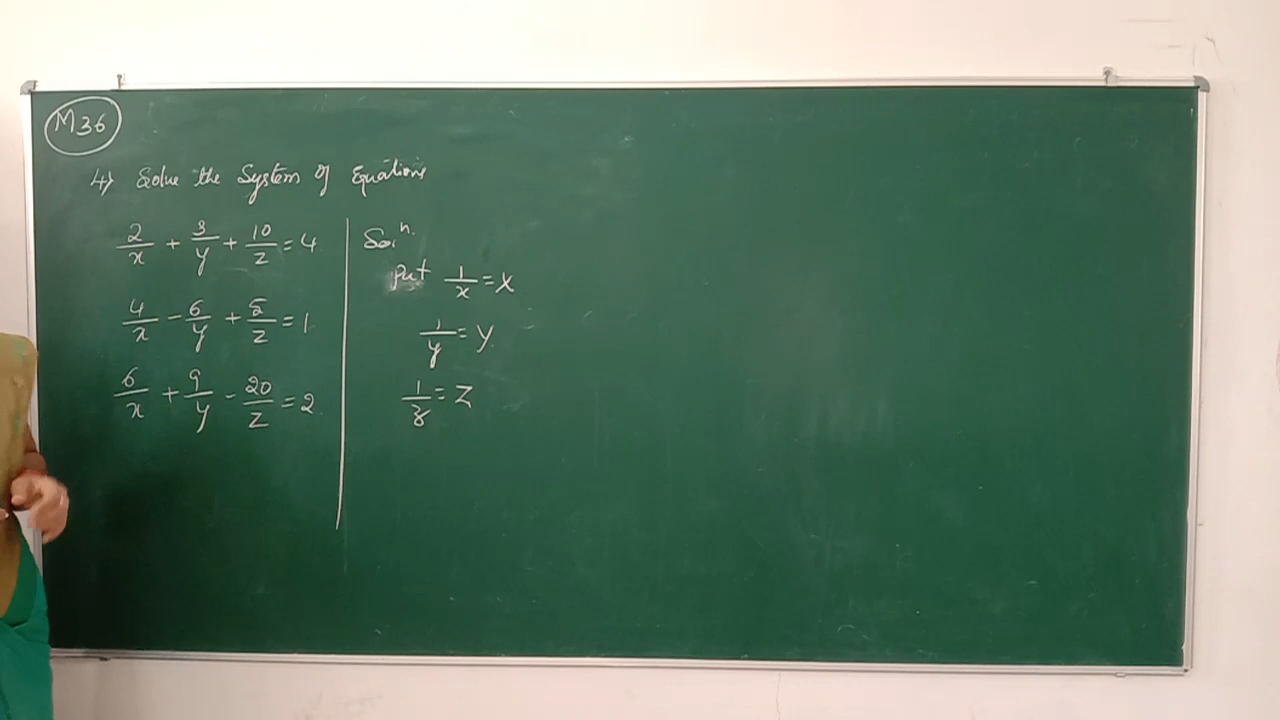 M36
4) Solve the System of Equations
2/x + 3/y + 10/z = 4
4/x - 6/y + 5/z = 1
6/x + 9/y - 20/z = 2.
Soln.
Put 1/x = X
1/y = Y
1/z = Z